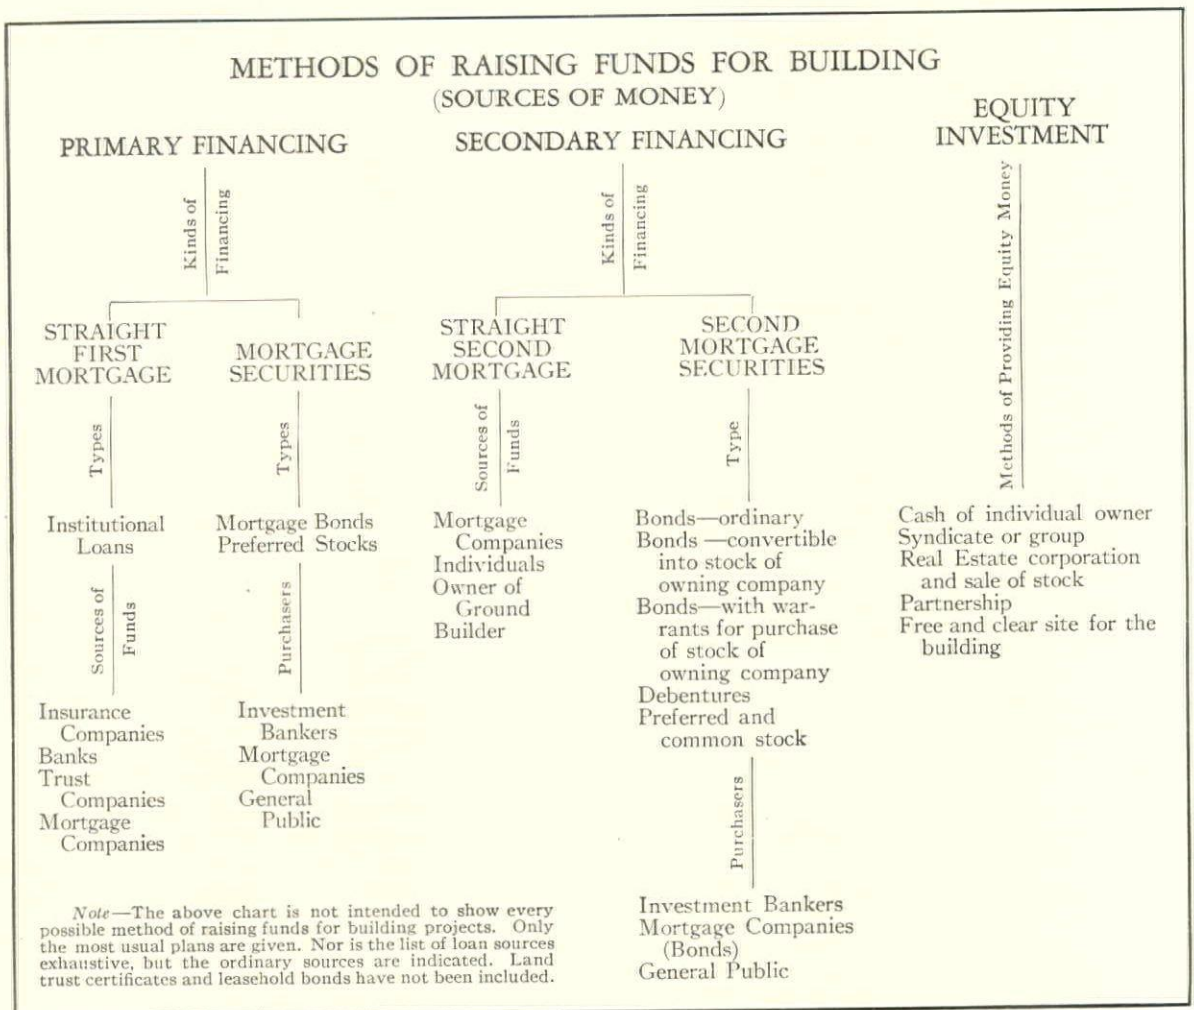 METHODS OF RAISING FUNDS FOR BUILDING
(SOURCES OF MONEY)
PRIMARY FINANCING
Kinds of
Financing
STRAIGHT
FIRST
MORTGAGE
Types
Institutional
Loans
Sources of
Funds
Insurance
Companies
Banks
Trust
Companies
Mortgage
Companies
MORTGAGE
SECURITIES
Types
Mortgage Bonds
Preferred Stocks
Purchasers
Investment
Bankers
Mortgage
Companies
General
Public
SECONDARY FINANCING
Kinds of
Financing
STRAIGHT
SECOND
MORTGAGE
Sources of
Funds
Mortgage
Companies
Individuals
Owner of
Ground
Builder
SECOND
MORTGAGE
SECURITIES
Type
Bonds—ordinary
Bonds —convertible
into stock of
owning company
Bonds—with war-
rants for purchase
of stock of
owning company
Debentures
Preferred and
common stock
Purchasers
Investment Bankers
Mortgage Companies
(Bonds)
General Public
EQUITY
INVESTMENT
Methods of Providing Equity Money
Cash of individual owner
Syndicate or group
Real Estate corporation
and sale of stock
Partnership
Free and clear site for the
building
Note—The above chart is not intended to show every
possible method of raising funds for building projects. Only
the most usual plans are given. Nor is the list of loan sources
exhaustive, but the ordinary sources are indicated. Land
trust certificates and leasehold bonds have not been included.